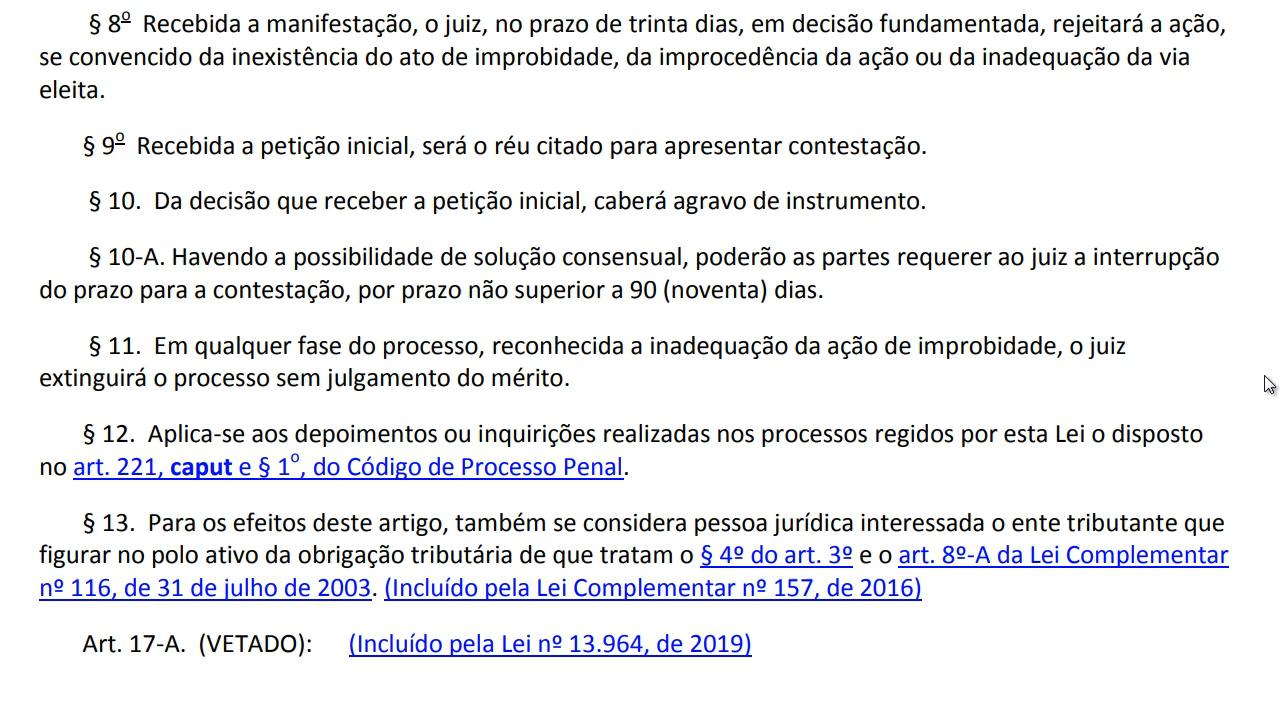 § 8º Recebida a manifestação, o juiz, no prazo de trinta dias, em decisão fundamentada, rejeitará a ação,
se convencido da inexistência do ato de improbidade, da improcedência da ação ou da inadequação da via
eleita.
§ 9º Recebida a petição inicial, será o réu citado para apresentar contestação.
§ 10. Da decisão que receber a petição inicial, caberá agravo de instrumento.
§ 10-A. Havendo a possibilidade de solução consensual, poderão as partes requerer ao juiz a interrupção
do prazo para a contestação, por prazo não superior a 90 (noventa) dias.
§ 11. Em qualquer fase do processo, reconhecida a inadequação da ação de improbidade, o juiz
extinguirá o processo sem julgamento do mérito.
§ 12. Aplica-se aos depoimentos ou inquirições realizadas nos processos regidos por esta Lei o disposto
no art. 221, caput e § 1º, do Código de Processo Penal.
§ 13. Para os efeitos deste artigo, também se considera pessoa jurídica interessada o ente tributante que
figurar no polo ativo da obrigação tributária de que tratam o § 4º do art. 3º e o art. 8º-A da Lei Complementar
nº 116, de 31 de julho de 2003. (Incluído pela Lei Complementar nº 157, de 2016)
Art. 17-A. (VETADO): (Incluído pela Lei nº 13.964, de 2019)